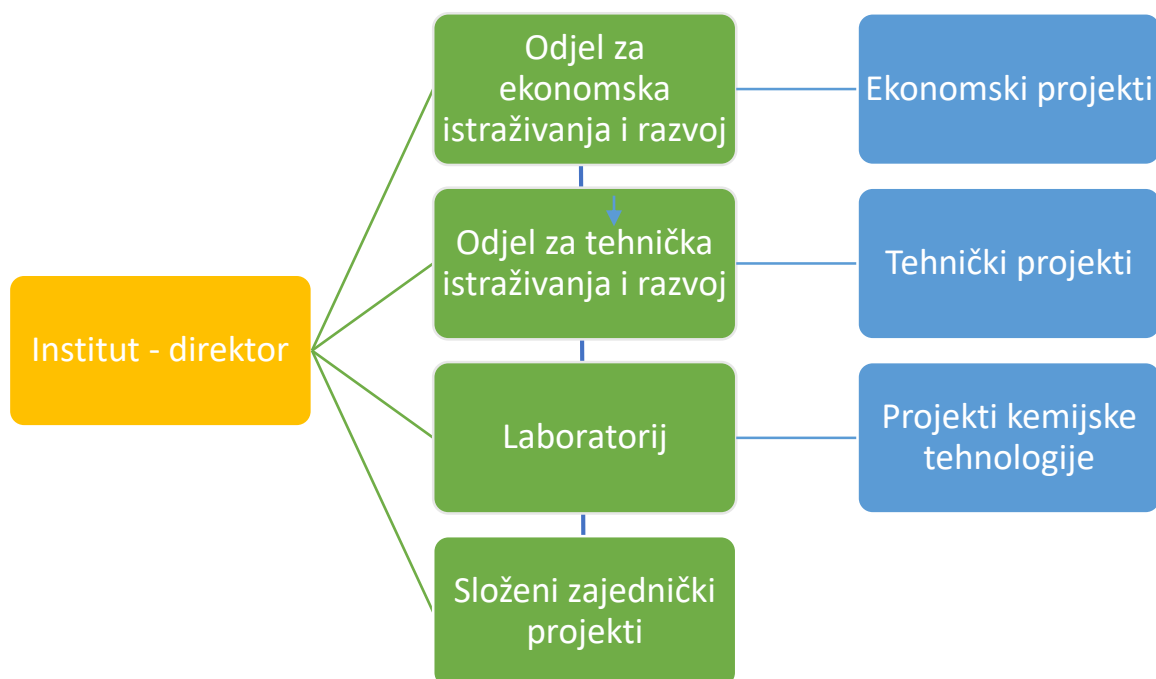 Institut - direktor
Odjel za
ekonomska
istraživanja i razvoj
Ekonomski projekti
Odjel za tehnička
istraživanja i razvoj
Tehnički projekti
Laboratorij
Projekti kemijske
tehnologije
Složeni zajednički
projekti